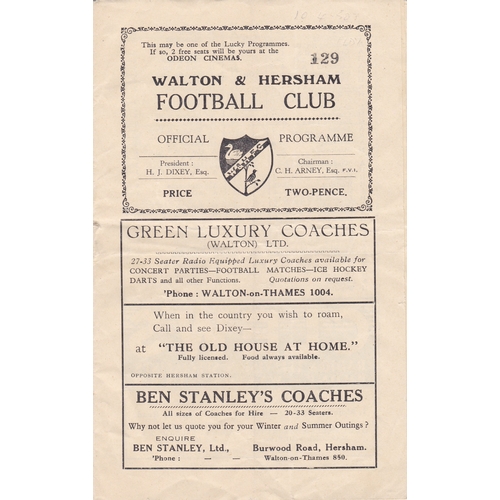 This may be one of the Lucky Programmes.
If so, 2 free seats will be yours at the
ODEON CINEMAS.
129
WALTON & HERSHAM
FOOTBALL CLUB
OFFICIAL PROGRAMME
President : Chairman :
H. J. DIXEY, Esq. C. H. ARNEY, Esq. F.V.I.
W. & H. F.C.
PRICE TWO-PENCE.
GREEN LUXURY COACHES
(WALTON) LTD.
27-33 Seater Radio Equipped Luxury Coaches available for
CONCERT PARTIES—FOOTBALL MATCHES—ICE HOCKEY
DARTS and all other Functions. Quotations on request.
'Phone : WALTON-on-THAMES 1004.
When in the country you wish to roam,
Call and see Dixey—
at "THE OLD HOUSE AT HOME."
Fully licensed. Food always available.
OPPOSITE HERSHAM STATION.
BEN STANLEY'S COACHES
All sizes of Coaches for Hire — 20-33 Seaters.
Why not let us quote you for your Winter and Summer Outings ?
ENQUIRE
BEN STANLEY, Ltd., Burwood Road, Hersham.
'Phone : — — Walton-on-Thames 850.